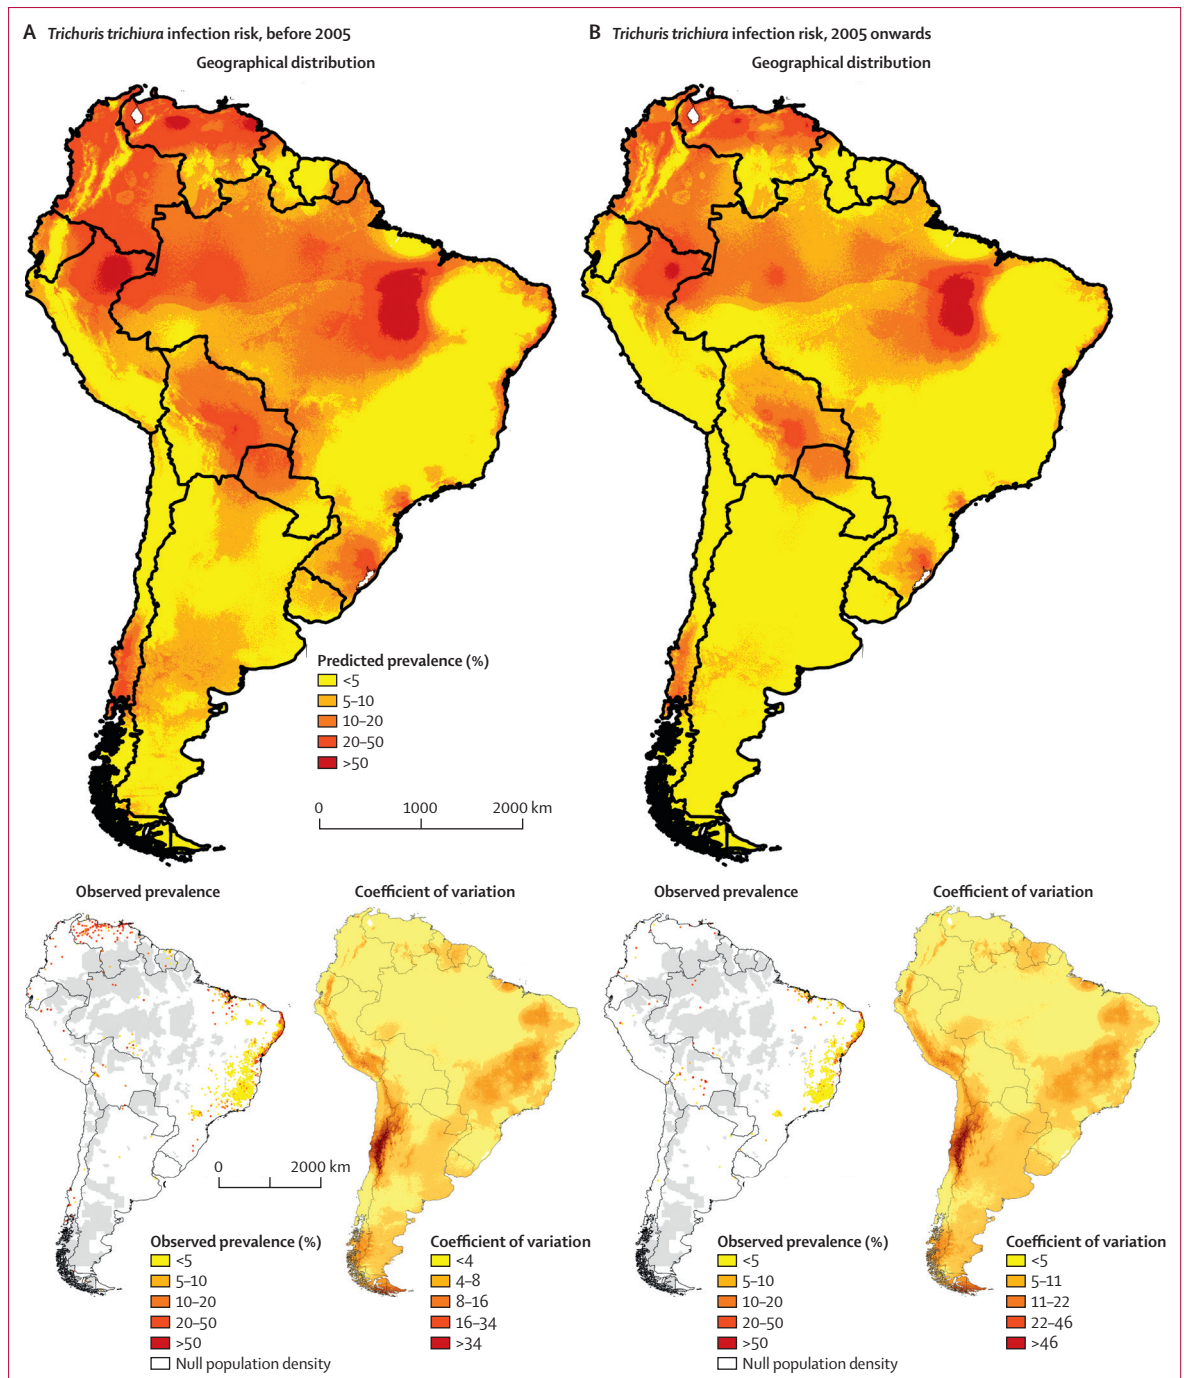 A Trichuris trichiura infection risk, before 2005
Geographical distribution
Predicted prevalence (%)
<5
5–10
10–20
20–50
>50
0 1000 2000 km
B Trichuris trichiura infection risk, 2005 onwards
Geographical distribution
Observed prevalence
0 2000 km
Observed prevalence (%)
<5
5–10
10–20
20–50
>50
Null population density
Coefficient of variation
Coefficient of variation
<4
4–8
8–16
16–34
>34
Observed prevalence
Observed prevalence (%)
<5
5–10
10–20
20–50
>50
Null population density
Coefficient of variation
Coefficient of variation
<5
5–11
11–22
22–46
>46